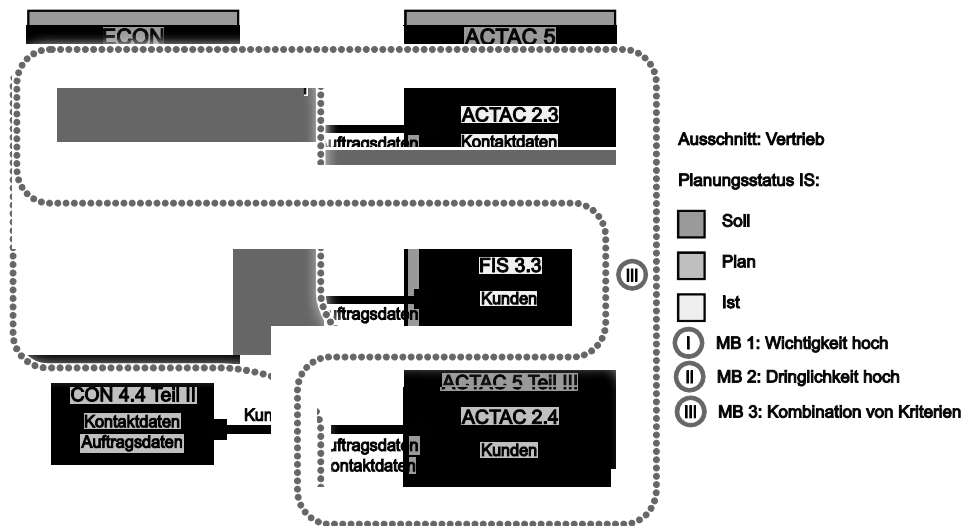 ECON
ACTAC 5
ACTAC 2.3
uftragsdaten
Kontaktdaten
FIS 3.3
Kunden
uftragsdaten
III
CON 4.4 Teil II
Kontaktdaten
Auftragsdaten
Kun
ACTAC 5 Teil III
ACTAC 2.4
Kunden
uftragsdaten
ontaktdaten
Ausschnitt: Vertrieb
Planungsstatus IS:
Soll
Plan
Ist
I MB 1: Wichtigkeit hoch
II MB 2: Dringlichkeit hoch
III MB 3: Kombination von Kriterien